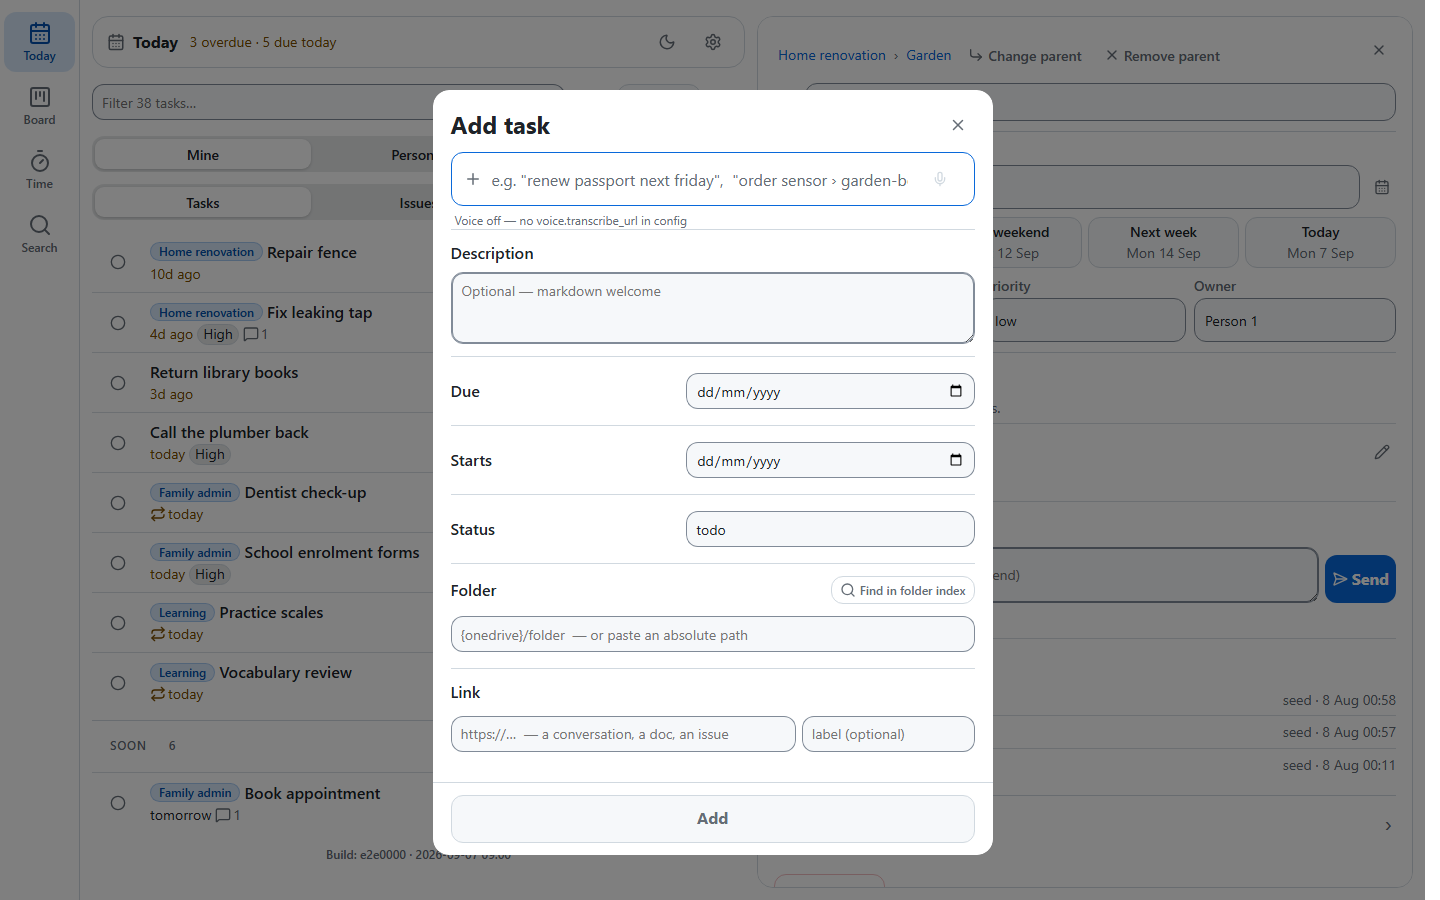 Today
Board
Time
Search
Today 3 overdue · 5 due today
Filter 38 tasks...
Mine
Person
Tasks
Issues
Home renovation Repair fence
10d ago
Home renovation Fix leaking tap
4d ago High 1
Return library books
3d ago
Call the plumber back
today High
Family admin Dentist check-up
today
Family admin School enrolment forms
today High
Learning Practice scales
today
Learning Vocabulary review
today
SOON 6
Family admin Book appointment
tomorrow 1
Build: e2e0000 · 2026-09-07 09:00
Add task
e.g. "renew passport next friday", "order sensor › garden-b
Voice off — no voice.transcribe_url in config
Description
Optional — markdown welcome
Due
dd/mm/yyyy
Starts
dd/mm/yyyy
Status
todo
Folder
Find in folder index
{onedrive}/folder — or paste an absolute path
Link
https://... — a conversation, a doc, an issue
label (optional)
Add
Home renovation › Garden Change parent Remove parent
weekend
12 Sep
Next week
Mon 14 Sep
Today
Mon 7 Sep
riority
low
Owner
Person 1
s.
end)
Send
seed · 8 Aug 00:58
seed · 8 Aug 00:57
seed · 8 Aug 00:11